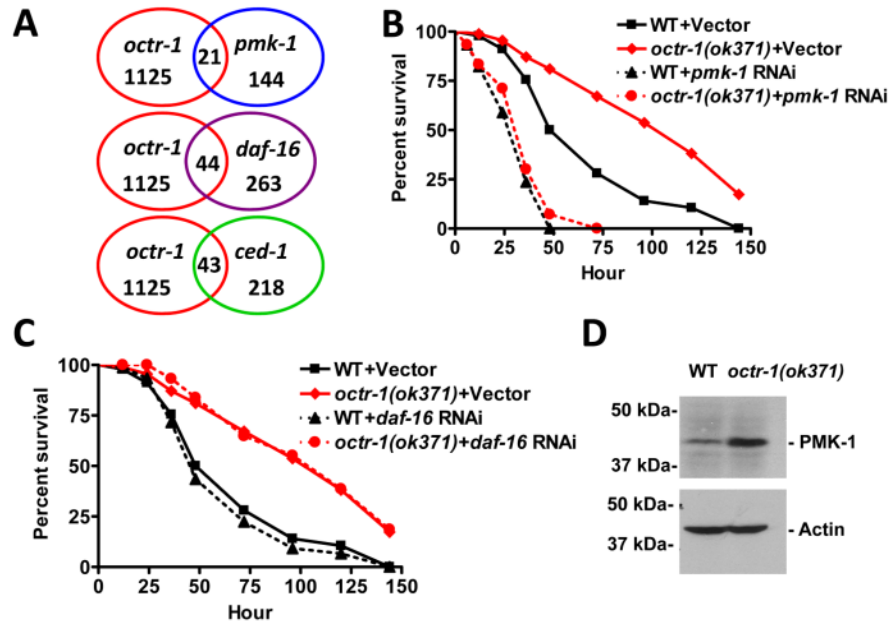 A
octr-1 21 pmk-1
1125 144
octr-1 44 daf-16
1125 263
octr-1 43 ced-1
1125 218
B
WT+Vector
octr-1(ok371)+Vector
WT+pmk-1 RNAi
octr-1(ok371)+pmk-1 RNAi
Percent survival
100
75
50
25
0
0 25 50 75 100 125 150
Hour
C
WT+Vector
octr-1(ok371)+Vector
WT+daf-16 RNAi
octr-1(ok371)+daf-16 RNAi
Percent survival
100
75
50
25
0
0 25 50 75 100 125 150
Hour
D
WT octr-1(ok371)
50 kDa-
- PMK-1
37 kDa-
50 kDa-
- Actin
37 kDa-